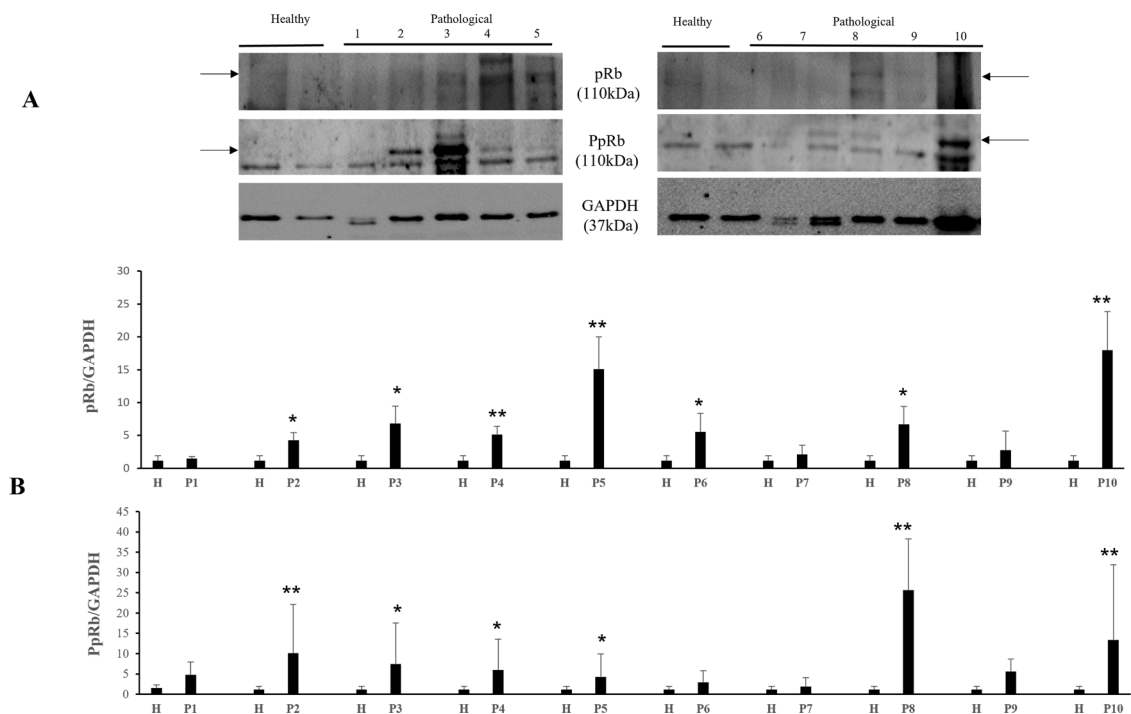 Healthy Pathological Healthy Pathological
1 2 3 4 5 6 7 8 9 10
A
pRb
(110kDa)
PpRb
(110kDa)
GAPDH
(37kDa)
B
pRb/GAPDH
30
25
20
15
10
5
0
** ** * * ** * *
H P1 H P2 H P3 H P4 H P5 H P6 H P7 H P8 H P9 H P10
PpRb/GAPDH
45
40
35
30
25
20
15
10
5
0
** ** ** * * *
H P1 H P2 H P3 H P4 H P5 H P6 H P7 H P8 H P9 H P10